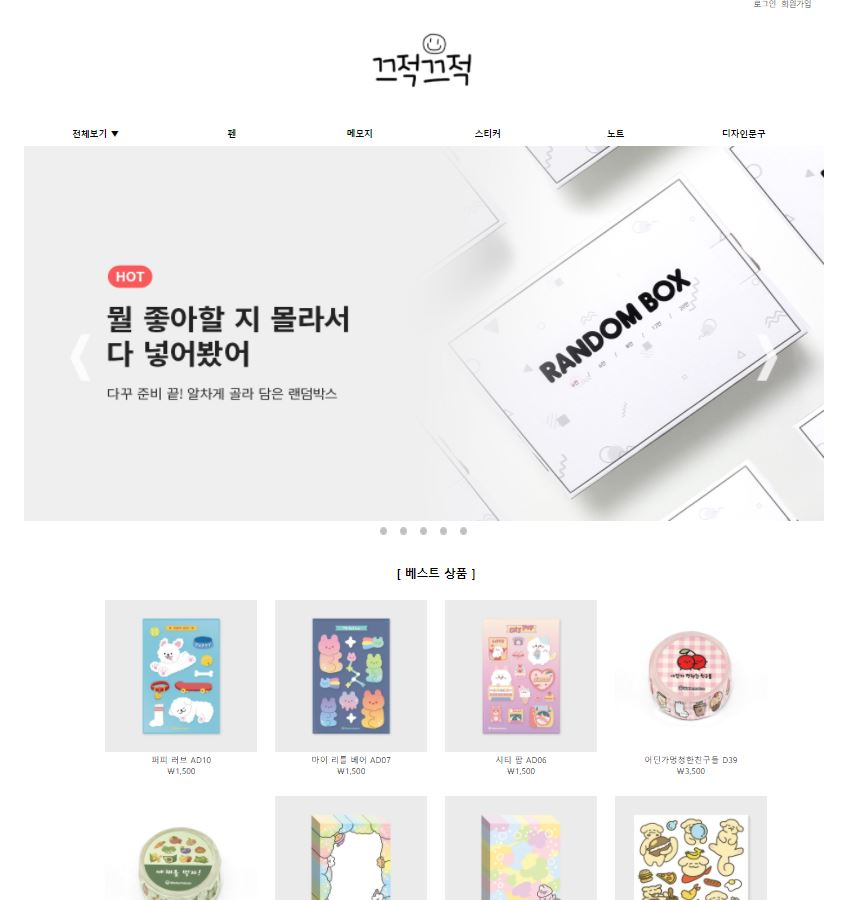 로그인 회원가입
끄적끄적
전체보기 ▼ 펜 메모지 스티커 노트 디자인문구
HOT
뭘 좋아할 지 몰라서
다 넣어봤어
다꾸 준비 끝! 알차게 골라 담은 랜덤박스
RANDOM BOX
[ 베스트 상품 ]
퍼피 러브 AD10 마이 리틀 베어 AD07 시티 팝 AD06 어딘가멍청한친구들 D39
₩1,500 ₩1,500 ₩1,500 ₩3,500
야채를 먹자!